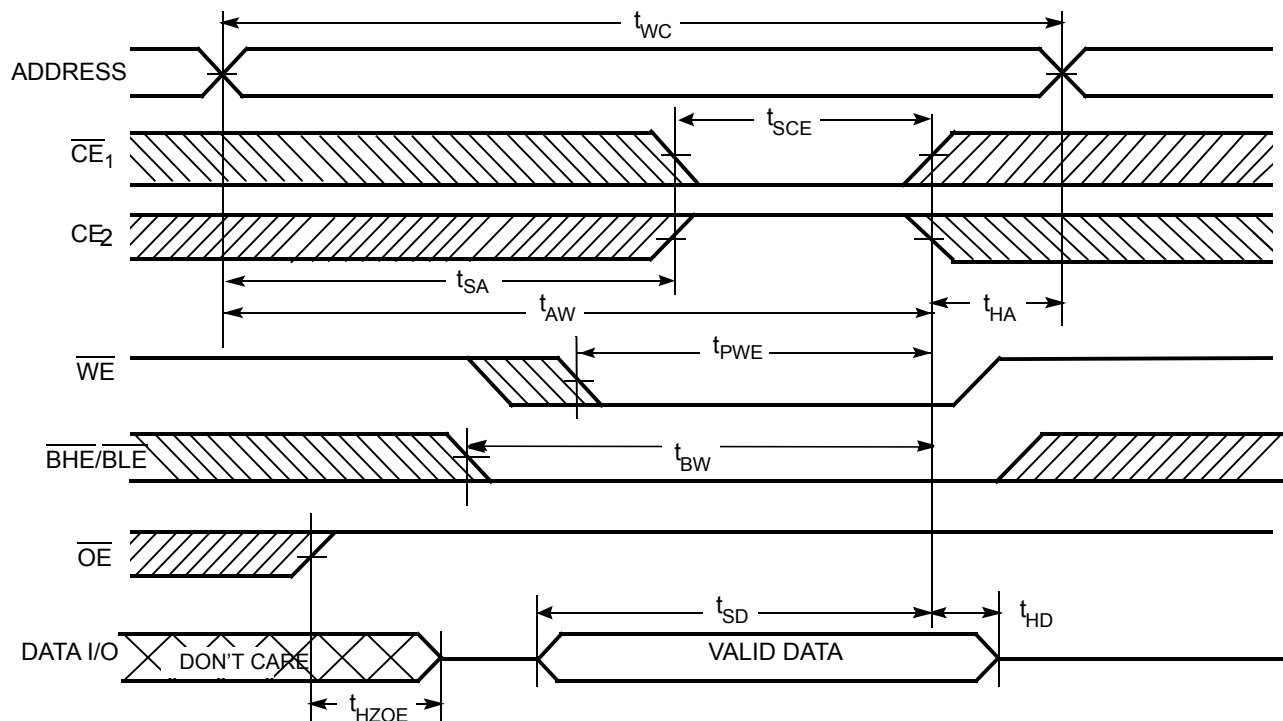 tWC
ADDRESS
tSCE
CE1
CE2
tSA
tAW
tHA
tPWE
WE
BHE/BLE
tBW
OE
tSD
tHD
DATA I/O
DON'T CARE
VALID DATA
tHZOE